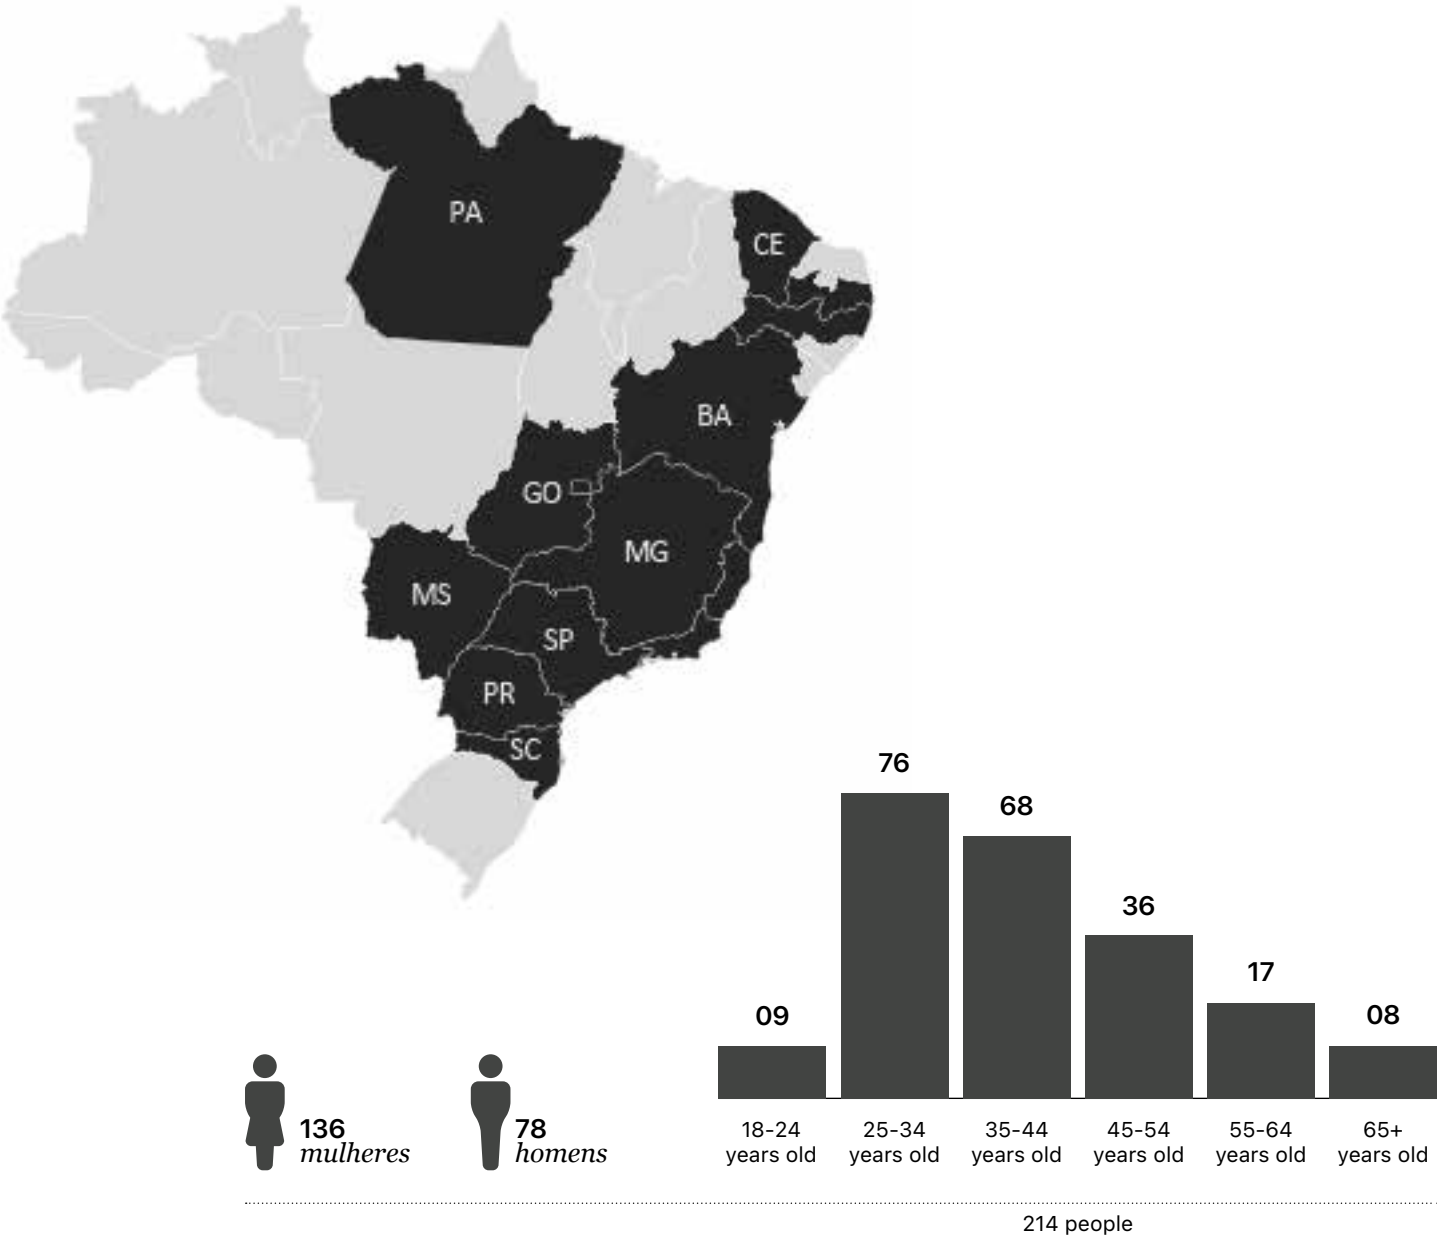 PA
CE
BA
GO
MG
MS
SP
PR
SC
76
68
36
17
09
08
136
mulheres
78
homens
18-24
years old
25-34
years old
35-44
years old
45-54
years old
55-64
years old
65+
years old
214 people